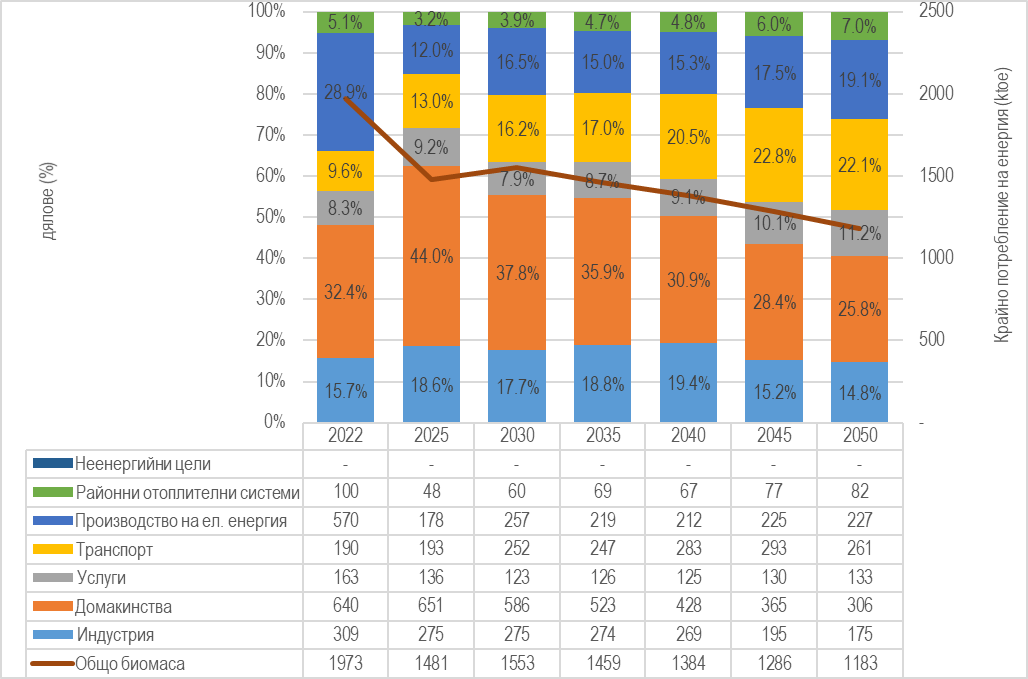 100% 5.1% 3.2% 3.9% 4.7% 4.8% 6.0% 7.0% 2500
90% 12.0% 16.5% 15.0% 15.3% 17.5% 19.1%
80% 28.9% 13.0% 16.2% 17.0% 20.5% 22.8% 22.1% 2000
70% 9.6% 9.2% 7.9% 8.7% 9.1% 10.1% 11.2%
60% 8.3% 1500
50% 44.0% 37.8% 35.9% 30.9% 28.4% 25.8%
40% 32.4% 1000
30%
20% 500
10% 15.7% 18.6% 17.7% 18.8% 19.4% 15.2% 14.8%
0% -
дялове (%)
Крайно потребление на енергия (ktoe)
2022 2025 2030 2035 2040 2045 2050
Неенергийни цели - - - - - - -
Районни отоплителни системи 100 48 60 69 67 77 82
Производство на ел. енергия 570 178 257 219 212 225 227
Транспорт 190 193 252 247 283 293 261
Услуги 163 136 123 126 125 130 133
Домакинства 640 651 586 523 428 365 306
Индустрия 309 275 275 274 269 195 175
Общо биомаса 1973 1481 1553 1459 1384 1286 1183